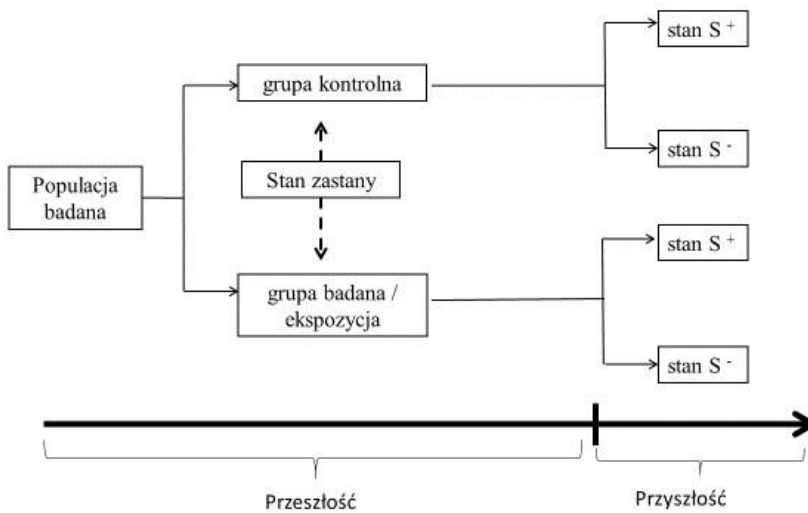 stan S +
grupa kontrolna
stan S -
Populacja
badana
Stan zastany
stan S +
grupa badana /
ekspozycja
stan S -
Przeszłość
Przyszłość